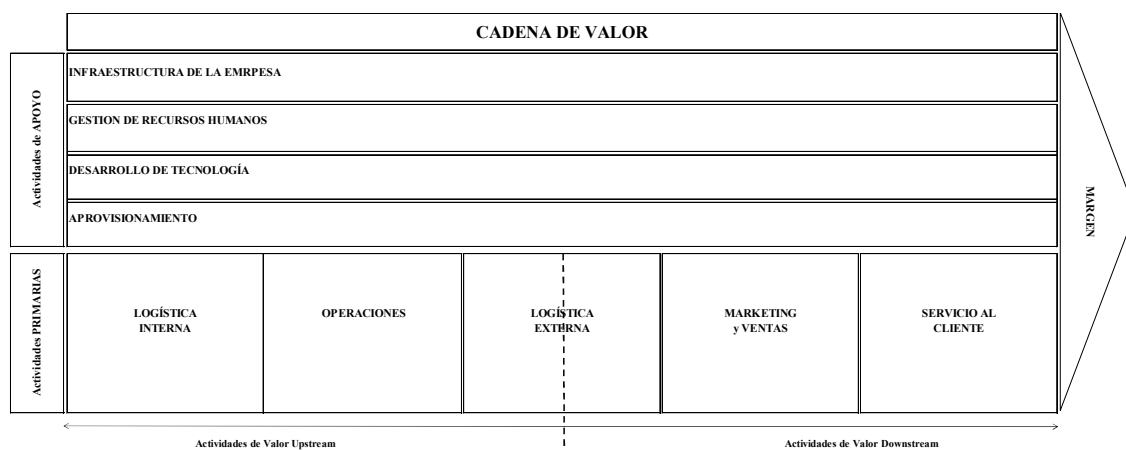 CADENA DE VALOR
Actividades de APOYO
INFRAESTRUCTURA DE LA EMRPESA
GESTION DE RECURSOS HUMANOS
DESARROLLO DE TECNOLOGÍA
APROVISIONAMIENTO
MARGEN
Actividades PRIMARIAS
LOGÍSTICA
INTERNA
OPERACIONES
LOGÍSTICA
EXTERNA
MARKETING
y VENTAS
SERVICIO AL
CLIENTE
Actividades de Valor Upstream
Actividades de Valor Downstream